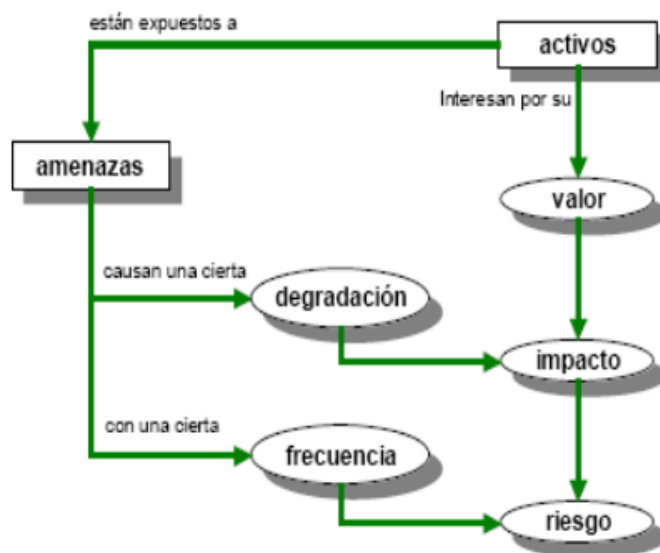 están expuestos a
activos
Interesan por su
amenazas
valor
causan una cierta
degradación
impacto
con una cierta
frecuencia
riesgo